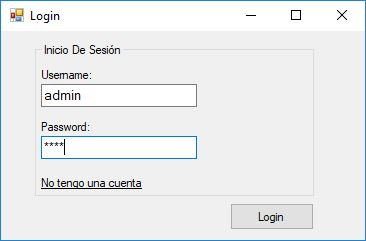 Login
Inicio De Sesión
Username:
admin
Password:
****
No tengo una cuenta
Login